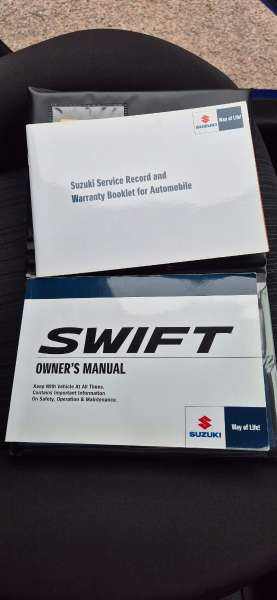 SUZUKI
Way of Life!
Suzuki Service Record and
Warranty Booklet for Automobile
SWIFT
OWNER'S MANUAL
Keep With Vehicle At All Times.
Contains Important Information
On Safety, Operation & Maintenance.
SUZUKI
Way of Life!